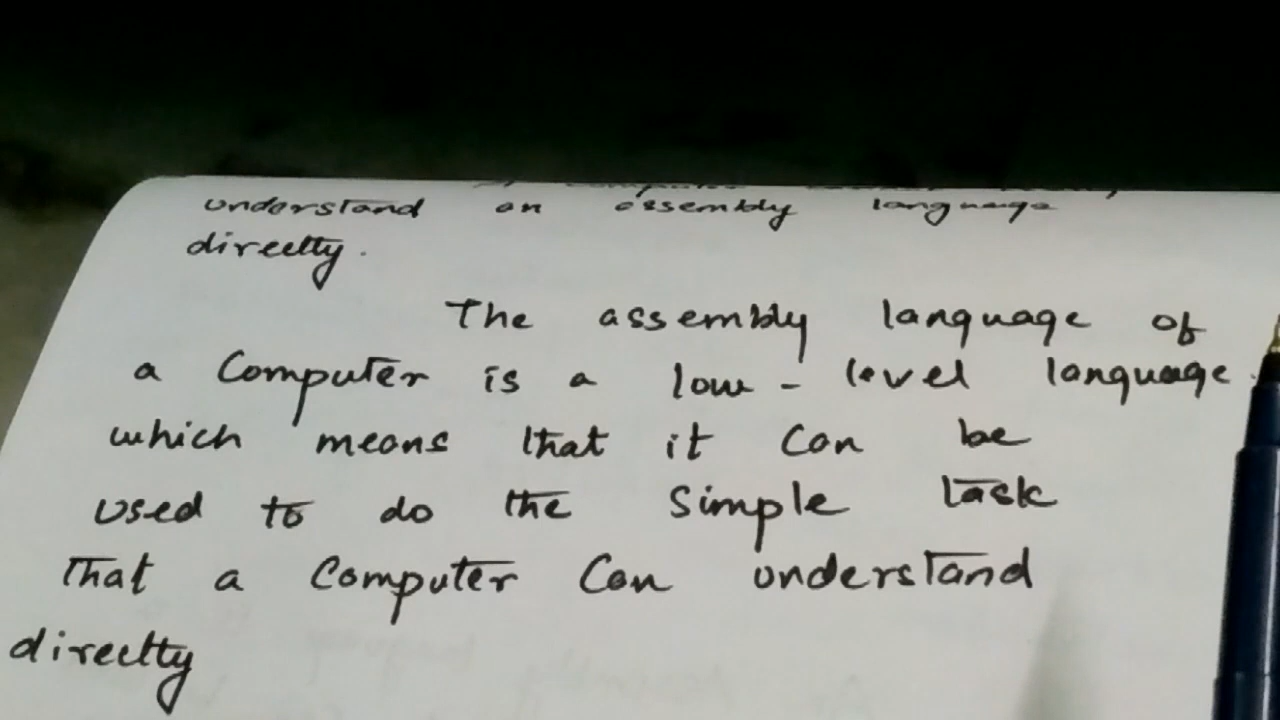 understand an assembly language
directly.
The assembly language of
a Computer is a low - level language
which means that it Can be
used to do the Simple task
that a Computer Can understand
directly